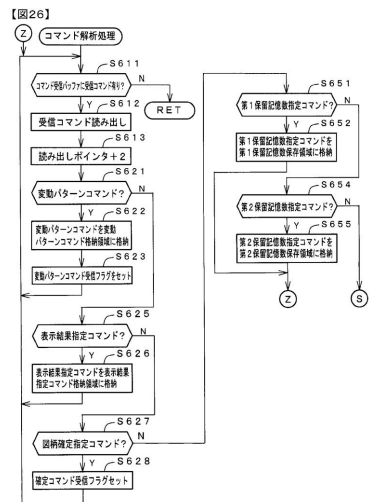 【図26】
Z
コマンド解析処理
S611
コマンド受信バッファに受信コマンド有り?
N
Y
RET
S612
受信コマンド読み出し
S613
読み出しポインタ+2
S621
変動パターンコマンド?
N
Y
S622
変動パターンコマンドを変動
パターンコマンド格納領域に格納
S623
変動パターンコマンド受信フラグをセット
S625
表示結果指定コマンド?
N
Y
S626
表示結果指定コマンドを表示結果
指定コマンド格納領域に格納
S627
図柄確定指定コマンド?
N
Y
S628
確定コマンド受信フラグセット
S651
第1保留記憶数指定コマンド?
N
Y
S652
第1保留記憶数指定コマンドを
第1保留記憶数保存領域に格納
S654
第2保留記憶数指定コマンド?
N
Y
S655
第2保留記憶数指定コマンドを
第2保留記憶数保存領域に格納
Z
S